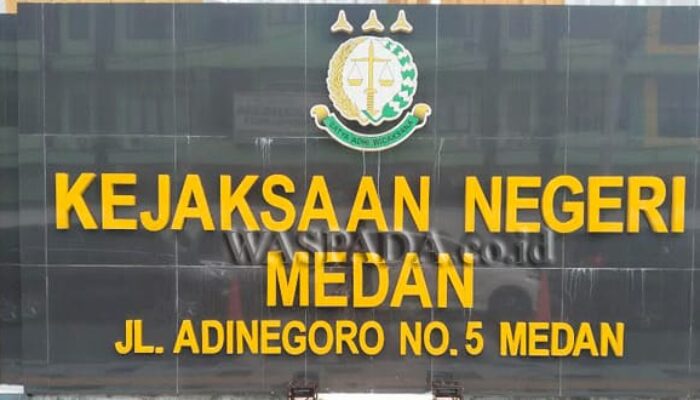 SATYA ADHI WICAKSANA
KEJAKSAAN NEGERI
WASPADA.co.id
MEDAN
JL. ADINEGORO NO. 5 MEDAN